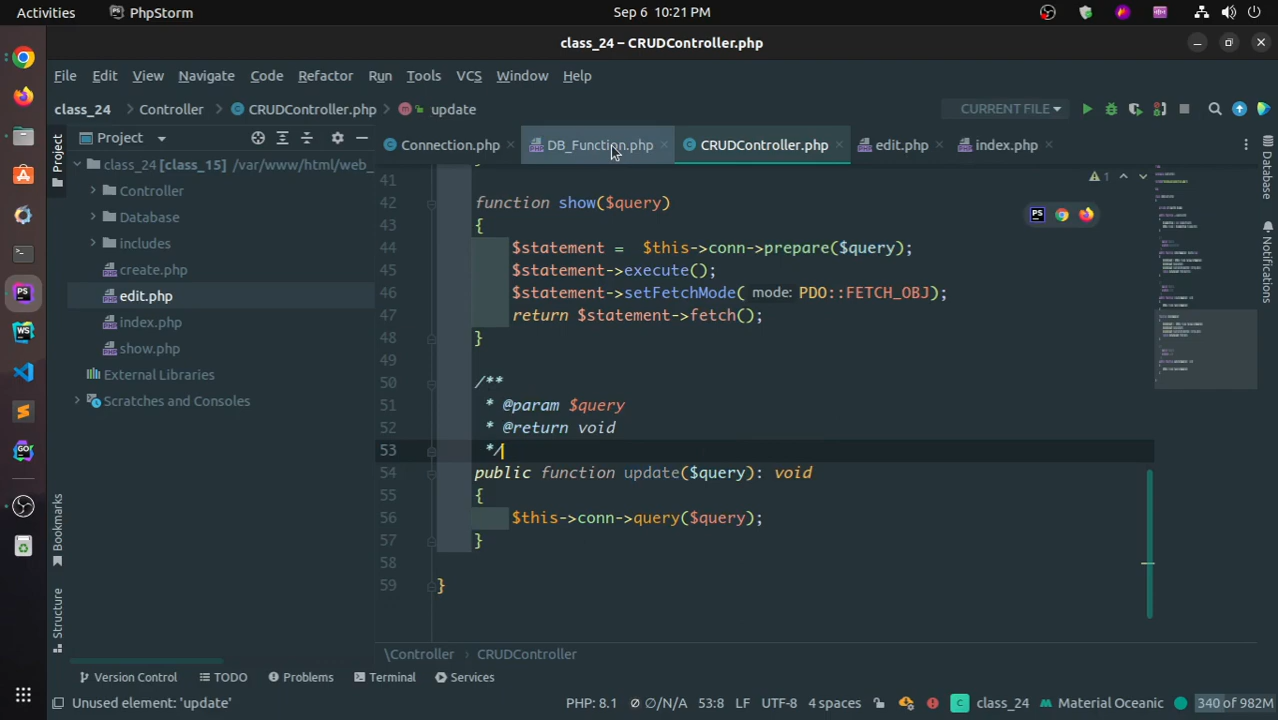 Activities PhpStorm Sep 6 10:21 PM
class_24 – CRUDController.php
File Edit View Navigate Code Refactor Run Tools VCS Window Help
class_24 Controller CRUDController.php update CURRENT FILE
Project Project Connection.php DB_Function.php CRUDController.php edit.php index.php Database
class_24 [class_15] /var/www/html/web_
Controller
Database
includes
create.php
edit.php
index.php
show.php
External Libraries
Scratches and Consoles
41
42 function show($query)
43 {
44 $statement = $this->conn->prepare($query);
45 $statement->execute();
46 $statement->setFetchMode( mode: PDO::FETCH_OBJ);
47 return $statement->fetch();
48 }
49
50 /**
51 * @param $query
52 * @return void
53 */
54 public function update($query): void
55 {
56 $this->conn->query($query);
57 }
58
59 }
1
Notifications
Bookmarks
Structure
\Controller CRUDController
Version Control TODO Problems Terminal Services
Unused element: 'update' PHP: 8.1 ∅/N/A 53:8 LF UTF-8 4 spaces class_24 Material Oceanic 340 of 982M